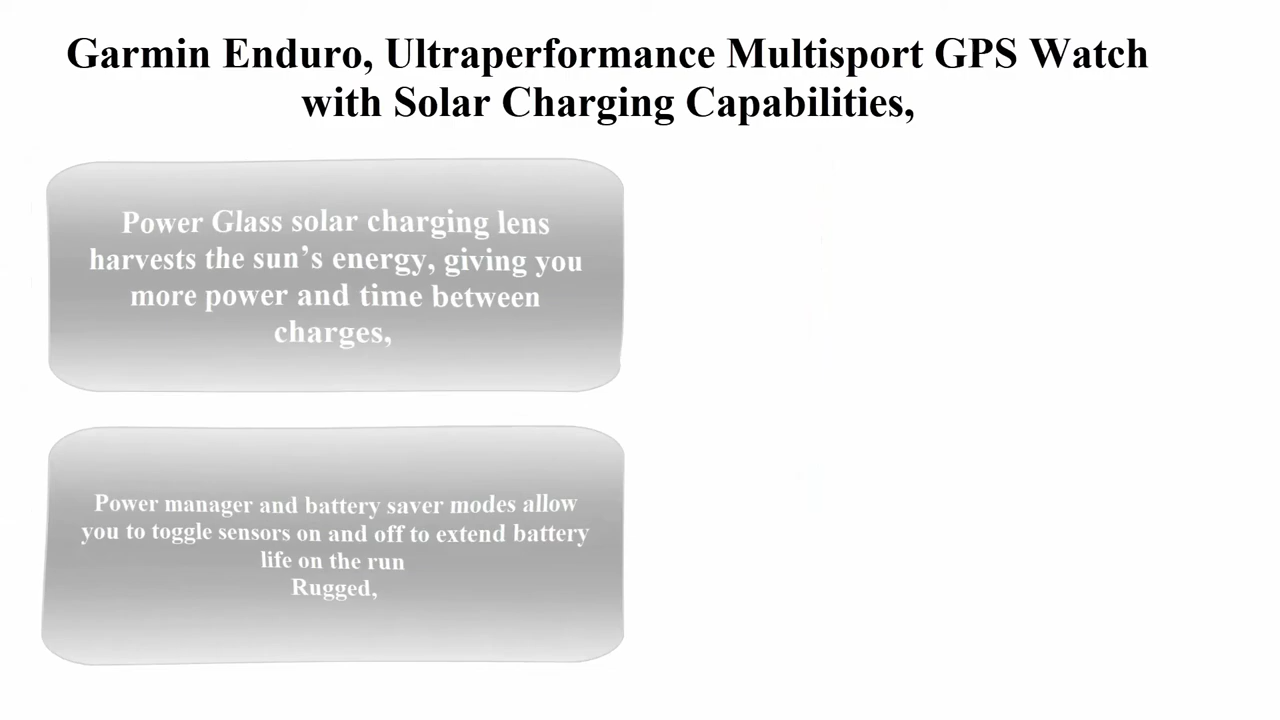 Garmin Enduro, Ultraperformance Multisport GPS Watch
with Solar Charging Capabilities,
Power Glass solar charging lens
harvests the sun’s energy, giving you
more power and time between
charges,
Power manager and battery saver modes allow
you to toggle sensors on and off to extend battery
life on the run
Rugged,